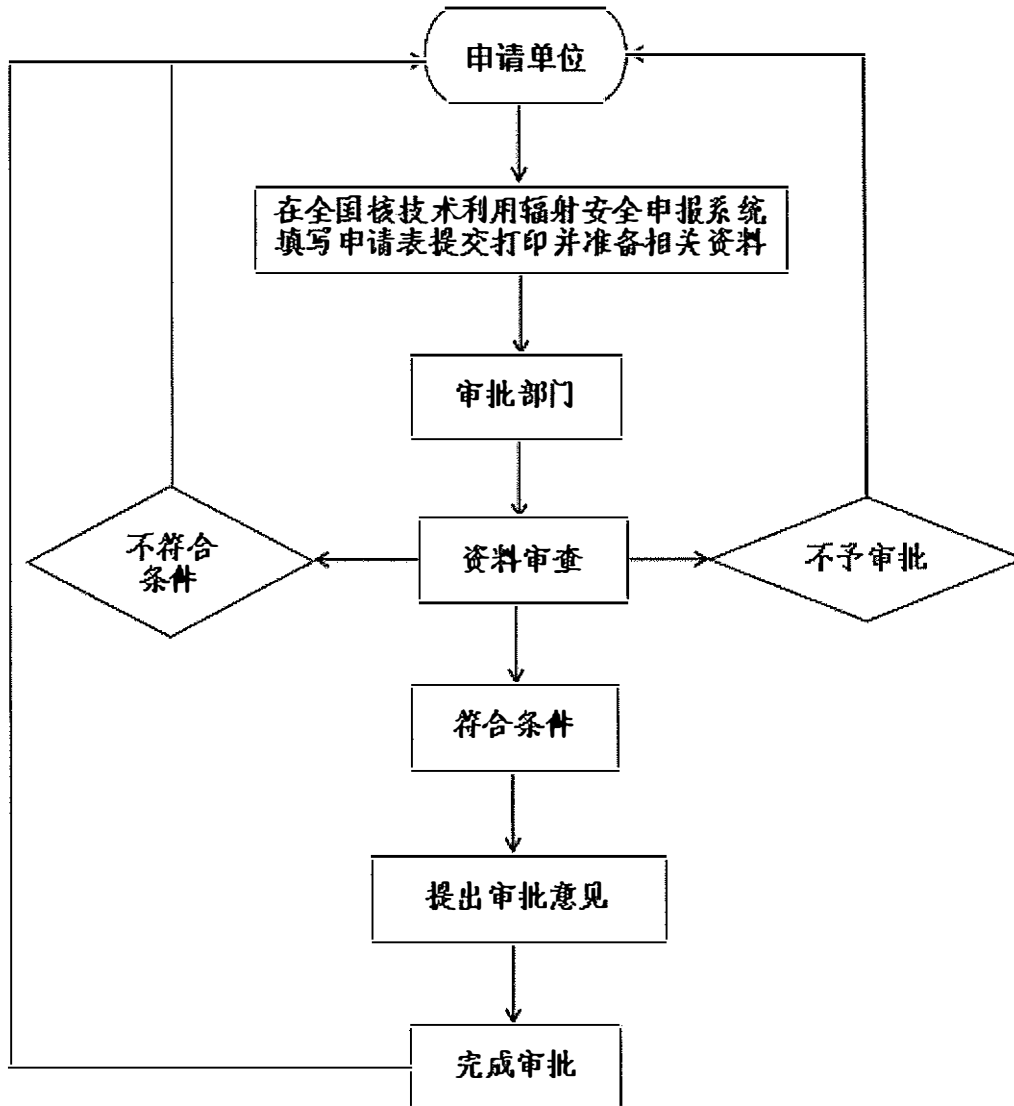 申请单位
在全国核技术利用辐射安全申报系统
填写申请表提交打印并准备相关资料
审批部门
不符合
条件
资料审查
不予审批
符合条件
提出审批意见
完成审批